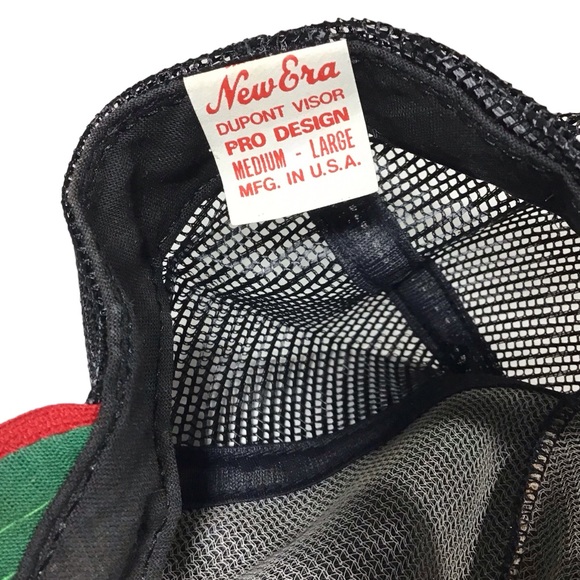 New Era
DUPONT VISOR
PRO DESIGN
MEDIUM - LARGE
MFG. IN U.S.A.